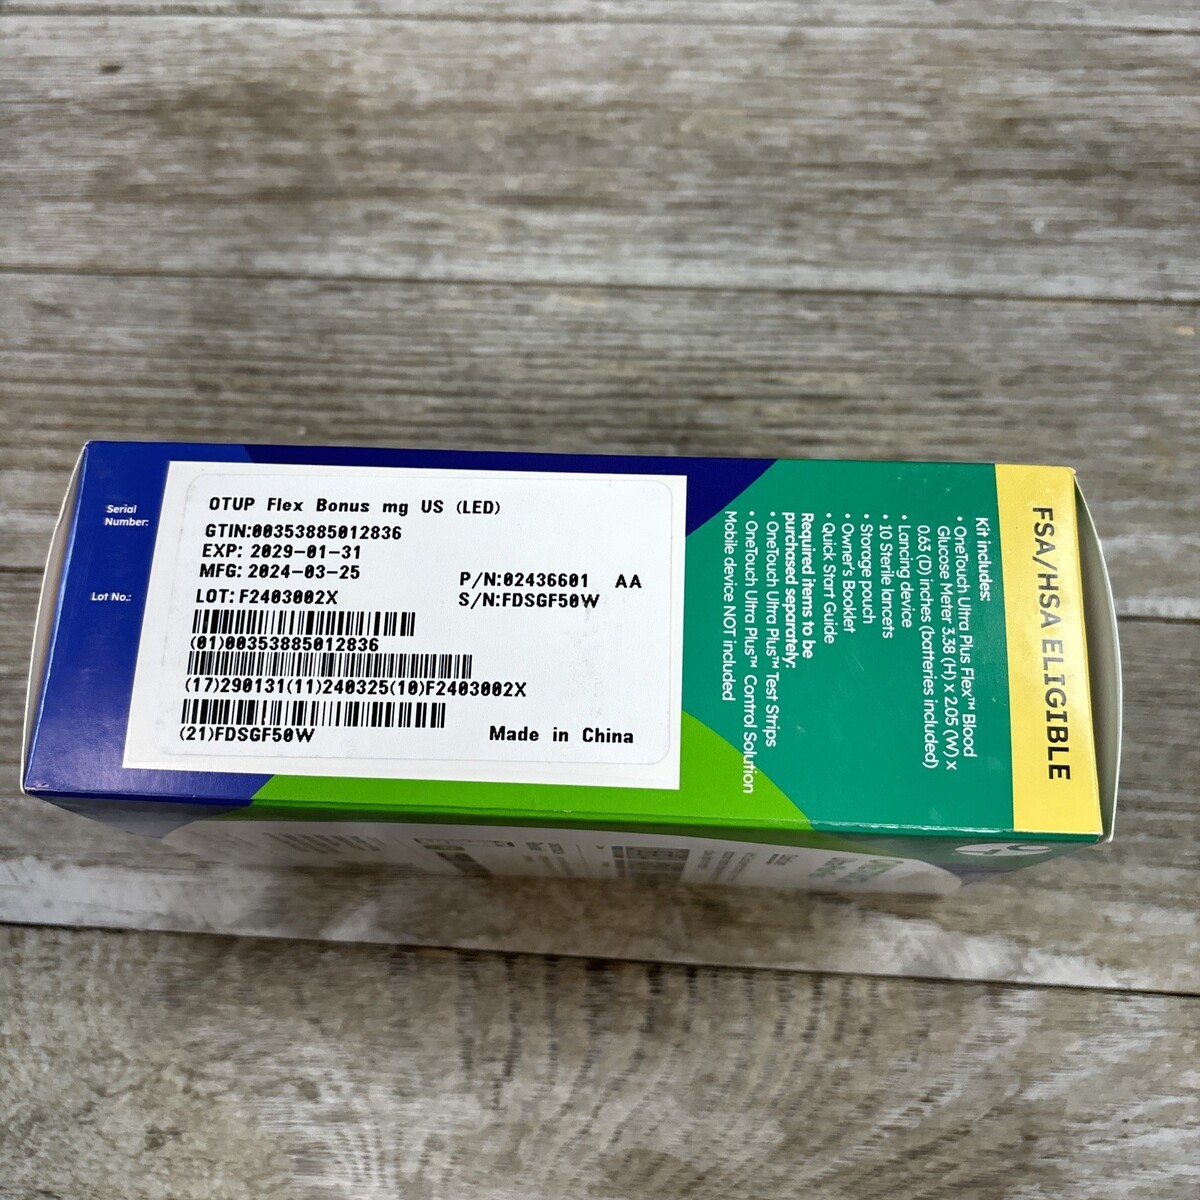 Serial
Number:
Lot No.:
OTUP Flex Bonus mg US (LED)
GTIN:00353885012836
EXP: 2029-01-31
MFG: 2024-03-25
LOT: F2403002X
P/N:02436601 AA
S/N:FDSGF50W
(01)00353885012836
(17)290131(11)240325(10)F2403002X
(21)FDSGF50W
Made in China
FSA/HSA ELIGIBLE
Kit includes:
• OneTouch Ultra Plus Flex™ Blood
Glucose Meter 3.38 (H) x 2.05 (W) x
0.63 (D) inches (batteries included)
• Lancing device
• 10 Sterile lancets
• Storage pouch
• Owner's Booklet
• Quick Start Guide
Required items to be
purchased separately:
• OneTouch Ultra Plus™ Test Strips
• OneTouch Ultra Plus™ Control Solution
Mobile device NOT included